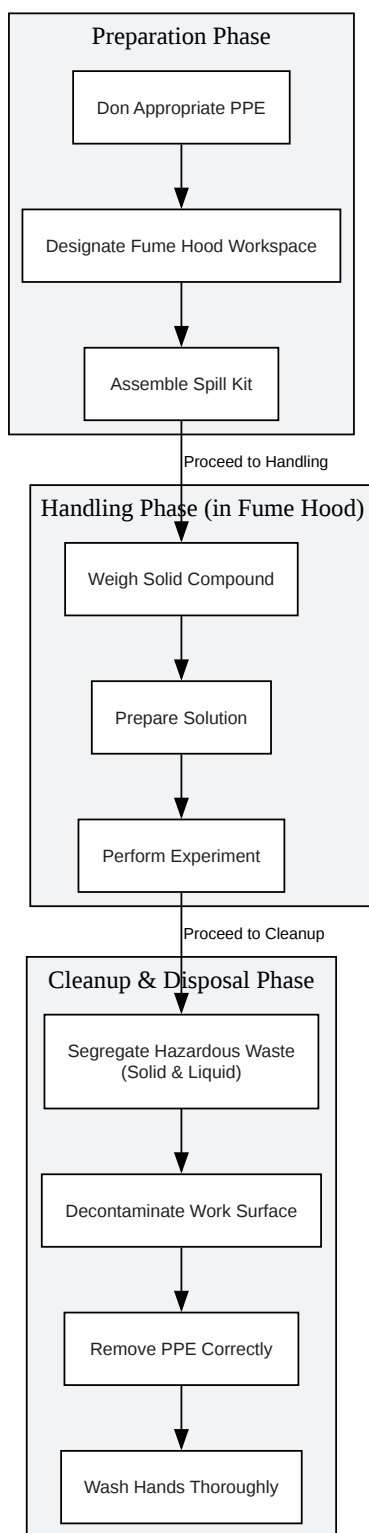 Preparation Phase
Don Appropriate PPE
Designate Fume Hood Workspace
Assemble Spill Kit
Proceed to Handling
Handling Phase (in Fume Hood)
Weigh Solid Compound
Prepare Solution
Perform Experiment
Proceed to Cleanup
Cleanup & Disposal Phase
Segregate Hazardous Waste
(Solid & Liquid)
Decontaminate Work Surface
Remove PPE Correctly
Wash Hands Thoroughly